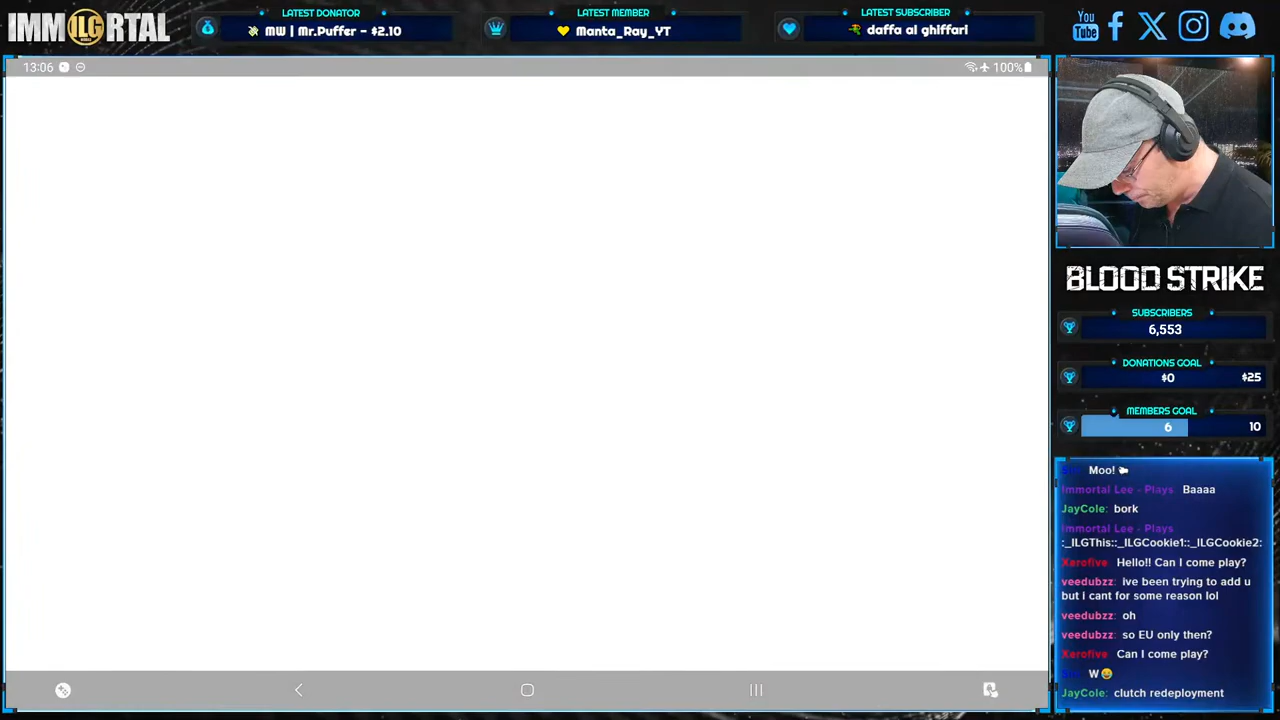 IMMORTAL
ILG
LATEST DONATOR
MW | Mr.Puffer - $2.10
LATEST MEMBER
Manta_Ray_YT
LATEST SUBSCRIBER
daffa al ghiffari
You
Tube
13:06
100%
BLOOD STRIKE
SUBSCRIBERS
6,553
DONATIONS GOAL
$0 $25
MEMBERS GOAL
6 10
Moo!
Immortal Lee - Plays Baaaa
JayCole: bork
Immortal Lee - Plays
:_ILGThis::_ILGCookie1::_ILGCookie2:
Xerofive Hello!! Can I come play?
veedubzz: ive been trying to add u
but i cant for some reason lol
veedubzz: oh
veedubzz: so EU only then?
Xerofive Can I come play?
W
JayCole: clutch redeployment